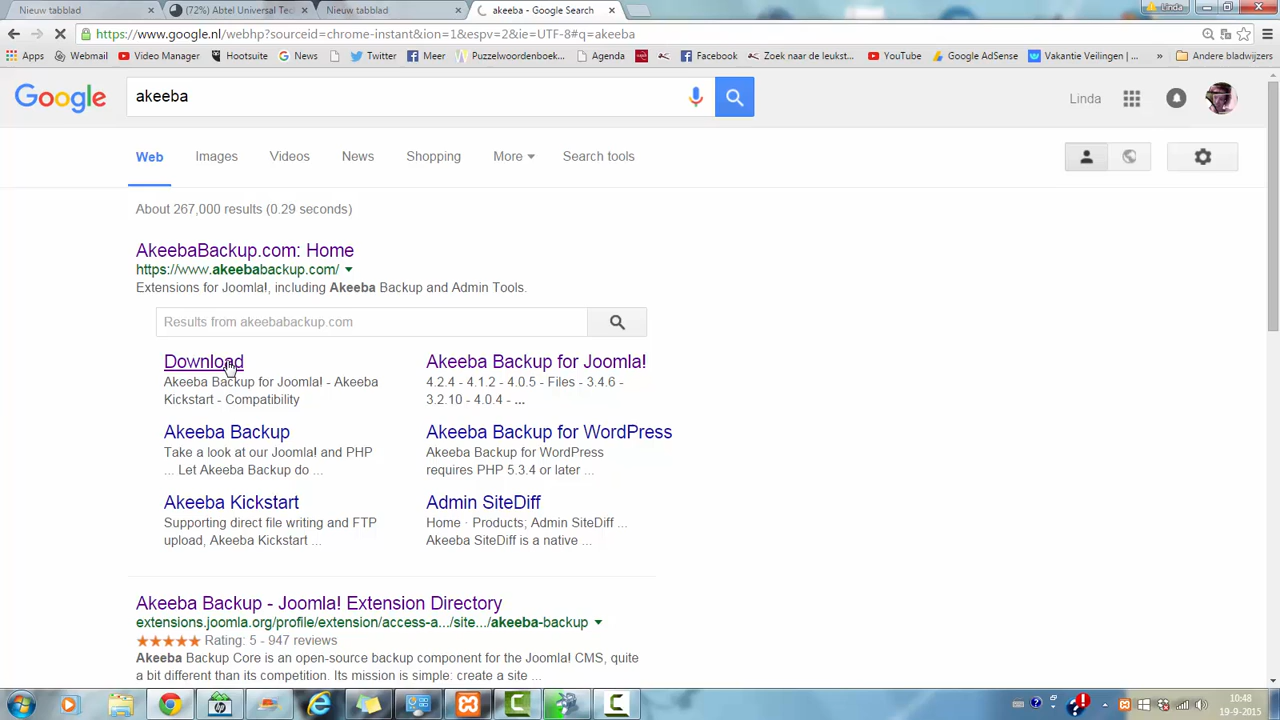 Nieuw tabblad
(72%) Abtel Universal Te
Nieuw tabblad
akeeba - Google Search
Linda
https://www.google.nl/webhp?sourceid=chrome-instant&ion=1&espv=2&ie=UTF-8#q=akeeba
Apps
Webmail
Video Manager
Hootsuite
News
Twitter
Meer
Puzzelwoordenboek...
Agenda
Facebook
Zoek naar de leukst...
YouTube
Google AdSense
Vakantie Veilingen |...
»
Andere bladwijzers
Google
akeeba
Linda
Web
Images
Videos
News
Shopping
More
Search tools
About 267,000 results (0.29 seconds)
AkeebaBackup.com: Home
https://www.akeebabackup.com/
Extensions for Joomla!, including Akeeba Backup and Admin Tools.
Results from akeebabackup.com
Download
Akeeba Backup for Joomla! - Akeeba
Kickstart - Compatibility
Akeeba Backup for Joomla!
4.2.4 - 4.1.2 - 4.0.5 - Files - 3.4.6 -
3.2.10 - 4.0.4 - ...
Akeeba Backup
Take a look at our Joomla! and PHP
... Let Akeeba Backup do ...
Akeeba Backup for WordPress
Akeeba Backup for WordPress
requires PHP 5.3.4 or later ...
Akeeba Kickstart
Supporting direct file writing and FTP
upload, Akeeba Kickstart ...
Admin SiteDiff
Home · Products; Admin SiteDiff ...
Akeeba SiteDiff is a native ...
Akeeba Backup - Joomla! Extension Directory
extensions.joomla.org/profile/extension/access-a.../site.../akeeba-backup
Rating: 5 - 947 reviews
Akeeba Backup Core is an open-source backup component for the Joomla! CMS, quite
a bit different than its competition. Its mission is simple: create a site ...
10:48
19-9-2015